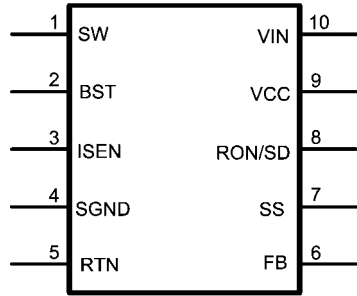 1 SW VIN 10
2 BST VCC 9
3 ISEN RON/SD 8
4 SGND SS 7
5 RTN FB 6